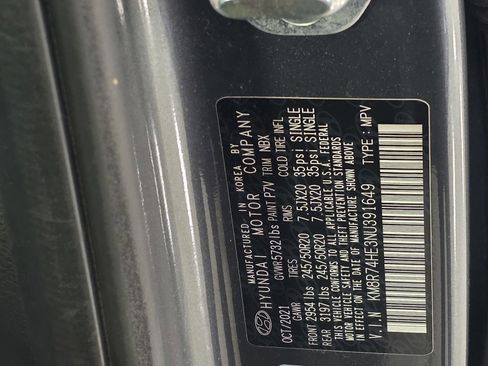 MANUFACTURED IN KOREA BY
HYUNDAI MOTOR COMPANY
OCT/2021 GVWR 5732 lbs PAINT P7V TRIM NBX
GAWR TIRES RIMS COLD TIRE INFL
FRONT 2954 lbs 245/50R20 7.5JX20 35psi SINGLE
REAR 3197 lbs 245/50R20 7.5JX20 35psi SINGLE
THIS VEHICLE CONFORMS TO ALL APPLICABLE U.S.A. FEDERAL
MOTOR VEHICLE SAFETY, BUMPER, AND THEFT PREVENTION STANDARDS
IN EFFECT ON THE DATE OF MANUFACTURE SHOWN ABOVE
V.I.N KM8R74HE3NU391649 TYPE : MPV